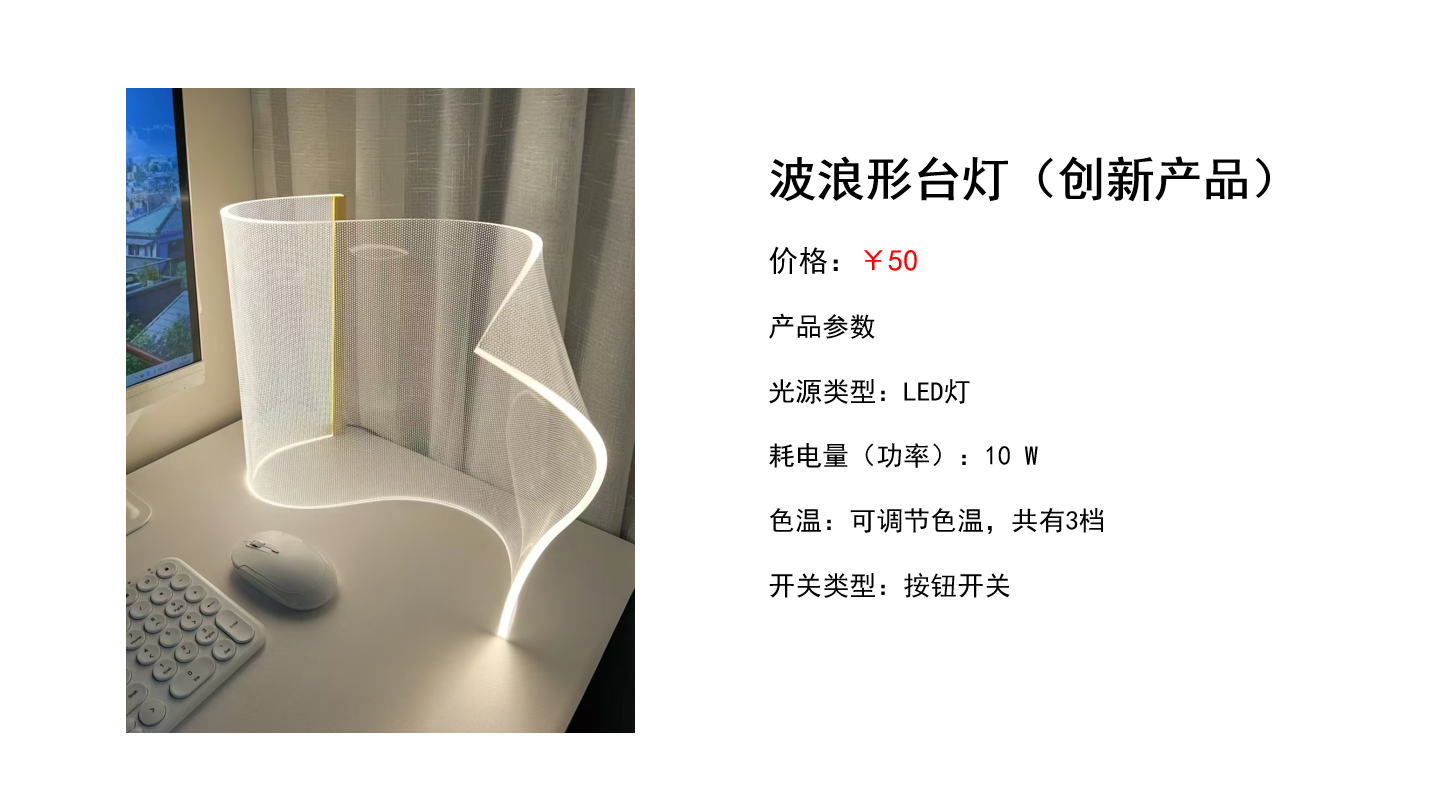 波浪形台灯（创新产品）
价格：￥50
产品参数
光源类型：LED灯
耗电量（功率）：10 W
色温：可调节色温，共有3档
开关类型：按钮开关